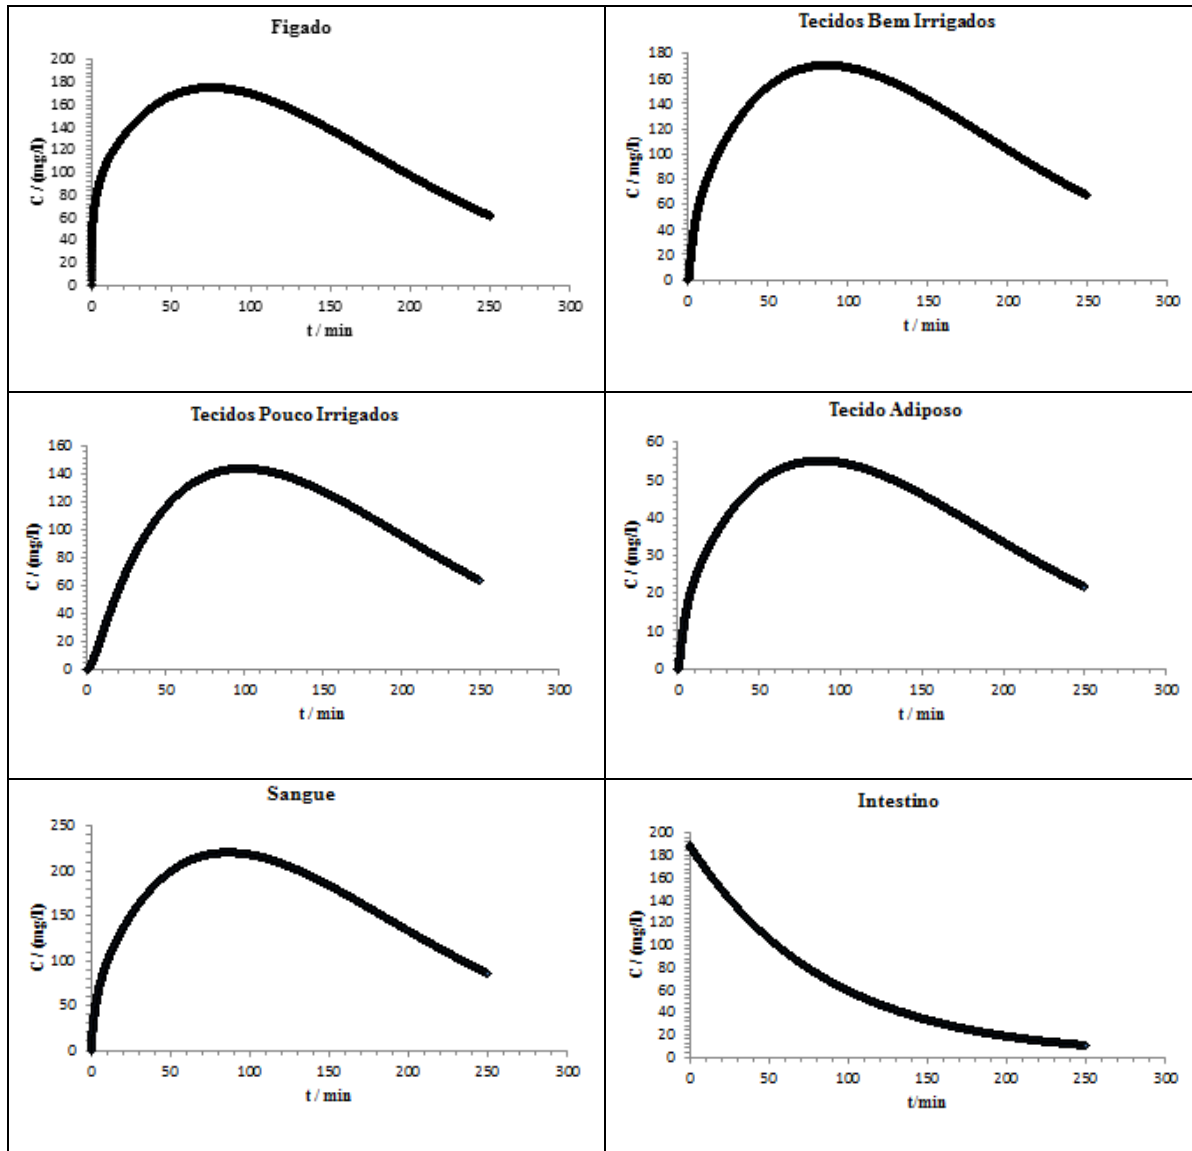 Figado
C / (mg/l)
200
180
160
140
120
100
80
60
40
20
0
0 50 100 150 200 250 300
t / min
Tecidos Bem Irrigados
C / mg/l)
180
160
140
120
100
80
60
40
20
0
0 50 100 150 200 250 300
t / min
Tecidos Pouco Irrigados
C / (mg/l)
160
140
120
100
80
60
40
20
0
0 50 100 150 200 250 300
t / min
Tecido Adiposo
C / (mg/l)
60
50
40
30
20
10
0
0 50 100 150 200 250 300
t / min
Sangue
C / (mg/l)
250
200
150
100
50
0
0 50 100 150 200 250 300
t / min
Intestino
C / (mg/l)
200
180
160
140
120
100
80
60
40
20
0
0 50 100 150 200 250 300
t/min